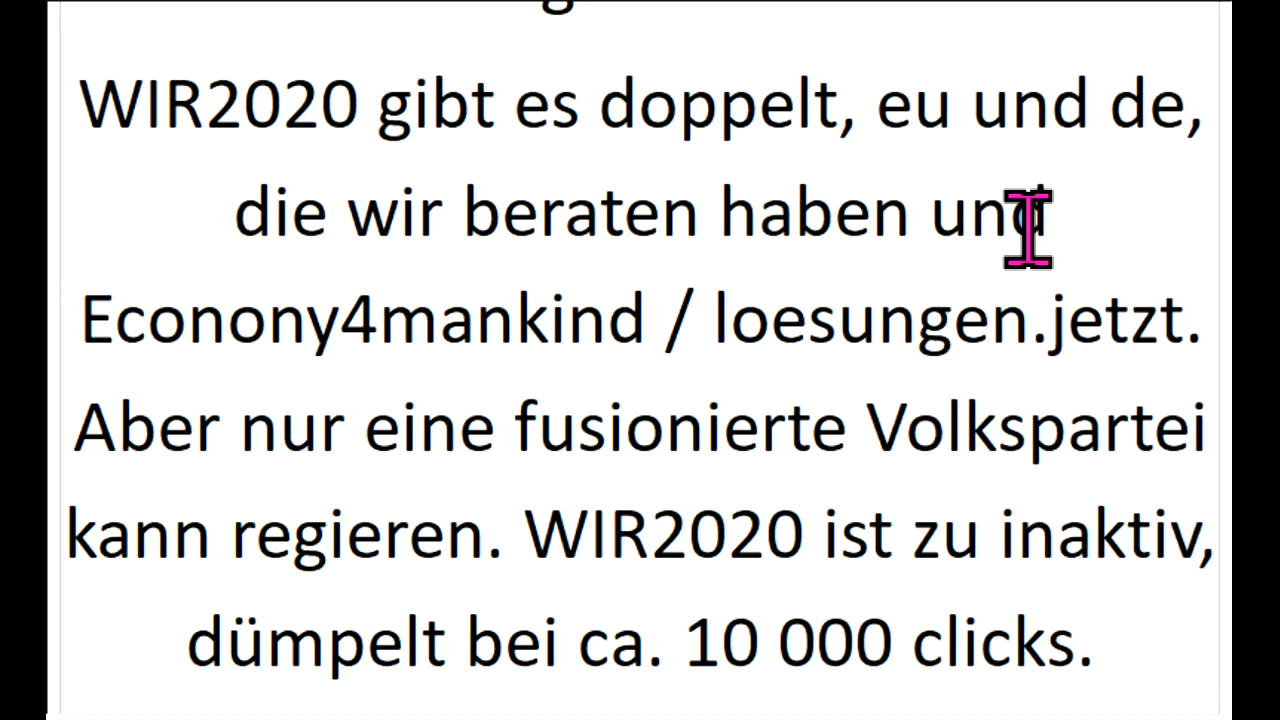 WIR2020 gibt es doppelt, eu und de,
die wir beraten haben und
Econony4mankind / loesungen.jetzt.
Aber nur eine fusionierte Volkspartei
kann regieren. WIR2020 ist zu inaktiv,
dümpelt bei ca. 10 000 clicks.